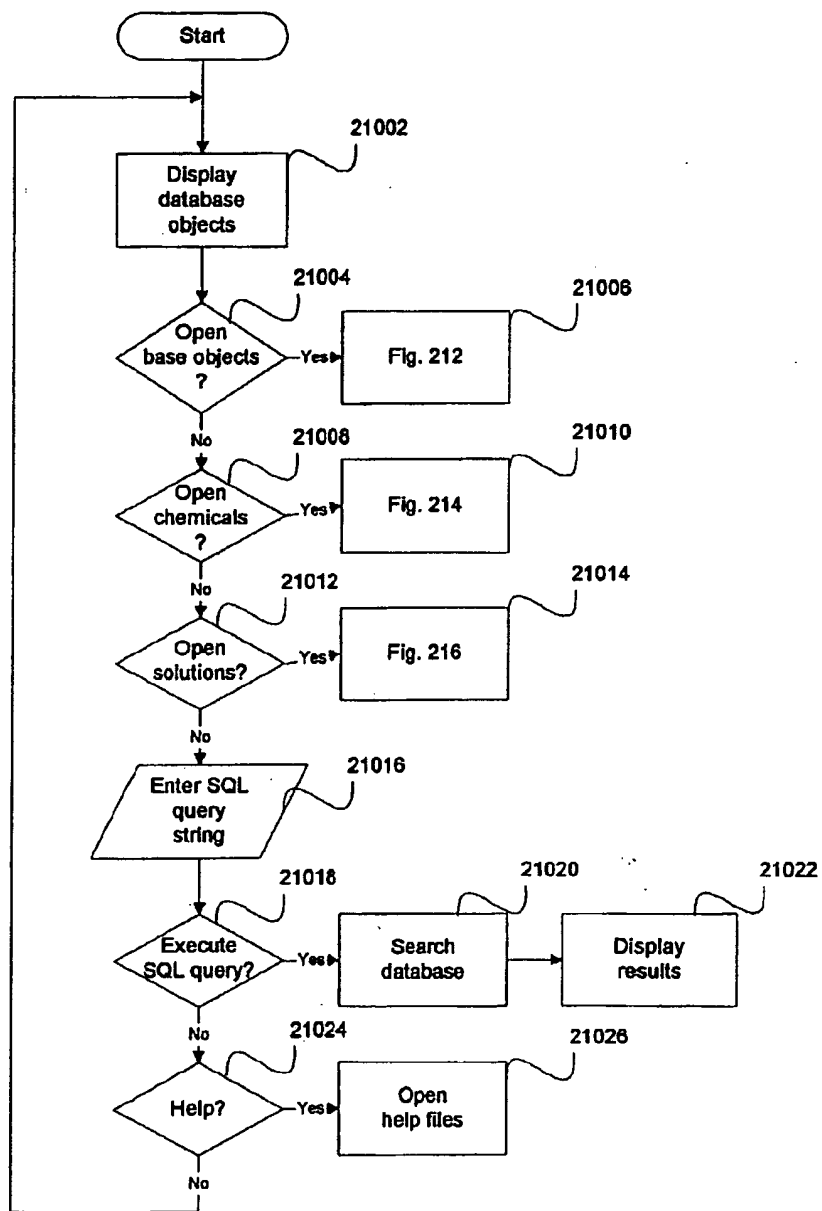 Start
21002
Display
database
objects
21004
Open
base objects
?
Yes
21006
Fig. 212
No
21008
Open
chemicals
?
Yes
21010
Fig. 214
No
21012
Open
solutions?
Yes
21014
Fig. 216
No
Enter SQL
query
string
21016
21018
Execute
SQL query?
Yes
21020
Search
database
21022
Display
results
No
21024
Help?
Yes
21026
Open
help files
No